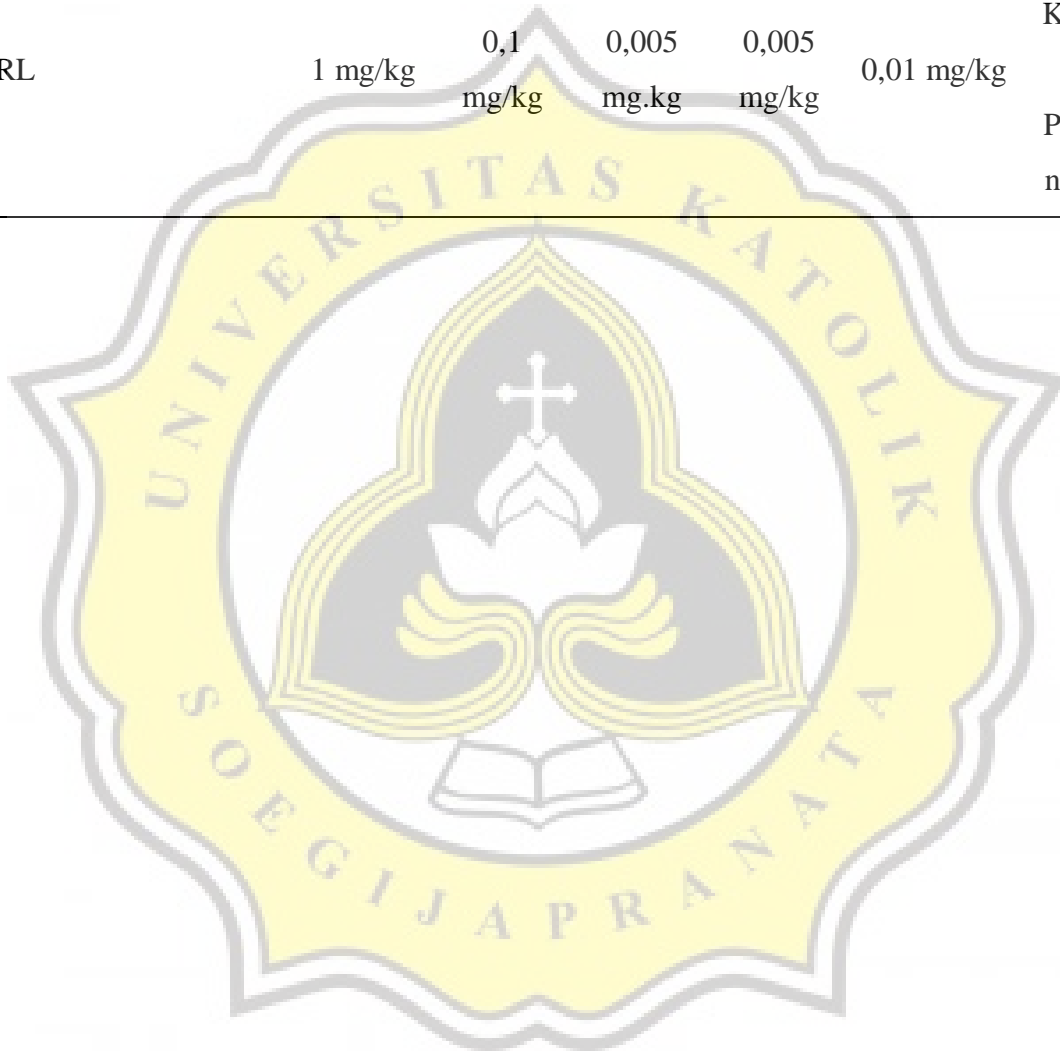 K
0,1 0,005 0,005
RL 1 mg/kg 0,01 mg/kg
mg/kg mg.kg mg/kg
P
n
UNIVERSITAS KATOLIK
SOEGIJAPRANATA